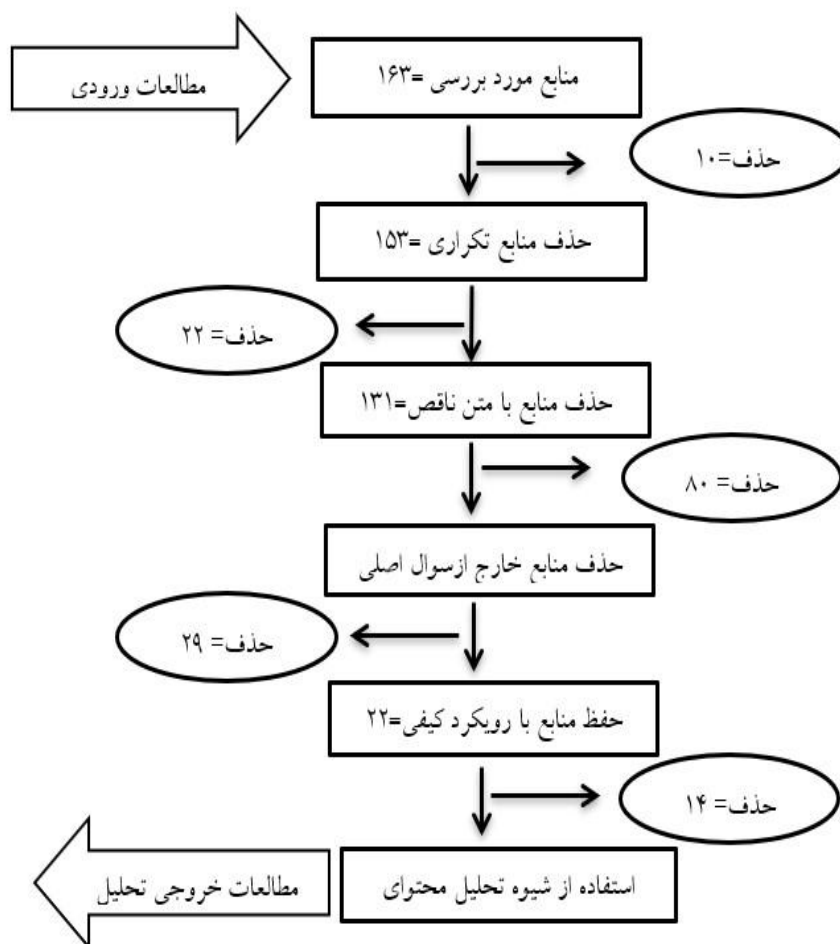 مطالعات ورودی
منابع مورد بررسی =۱۶۳
حذف=۱۰
حذف منابع تکراری =۱۵۳
حذف= ۲۲
حذف منابع با متن ناقص=۱۳۱
حذف= ۸۰
حذف منابع خارج ازسوال اصلی
حذف= ۲۹
حفظ منابع با رویکرد کیفی=۲۲
حذف= ۱۴
استفاده از شیوه تحلیل محتوای
مطالعات خروجی تحلیل